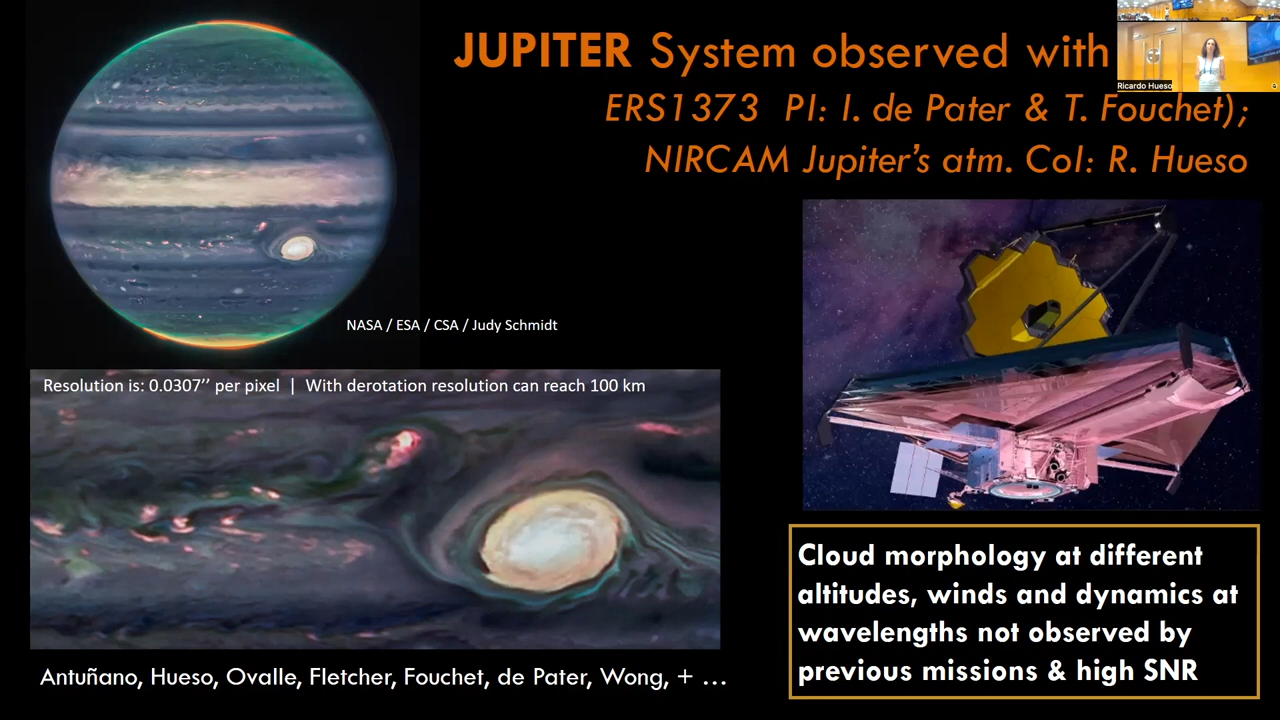 JUPITER System observed with
Ricardo Hueso
ERS1373 PI: I. de Pater & T. Fouchet);
NIRCAM Jupiter's atm. CoI: R. Hueso
NASA / ESA / CSA / Judy Schmidt
Resolution is: 0.0307’’ per pixel | With derotation resolution can reach 100 km
Cloud morphology at different
altitudes, winds and dynamics at
wavelengths not observed by
previous missions & high SNR
Antuñano, Hueso, Ovalle, Fletcher, Fouchet, de Pater, Wong, + ...